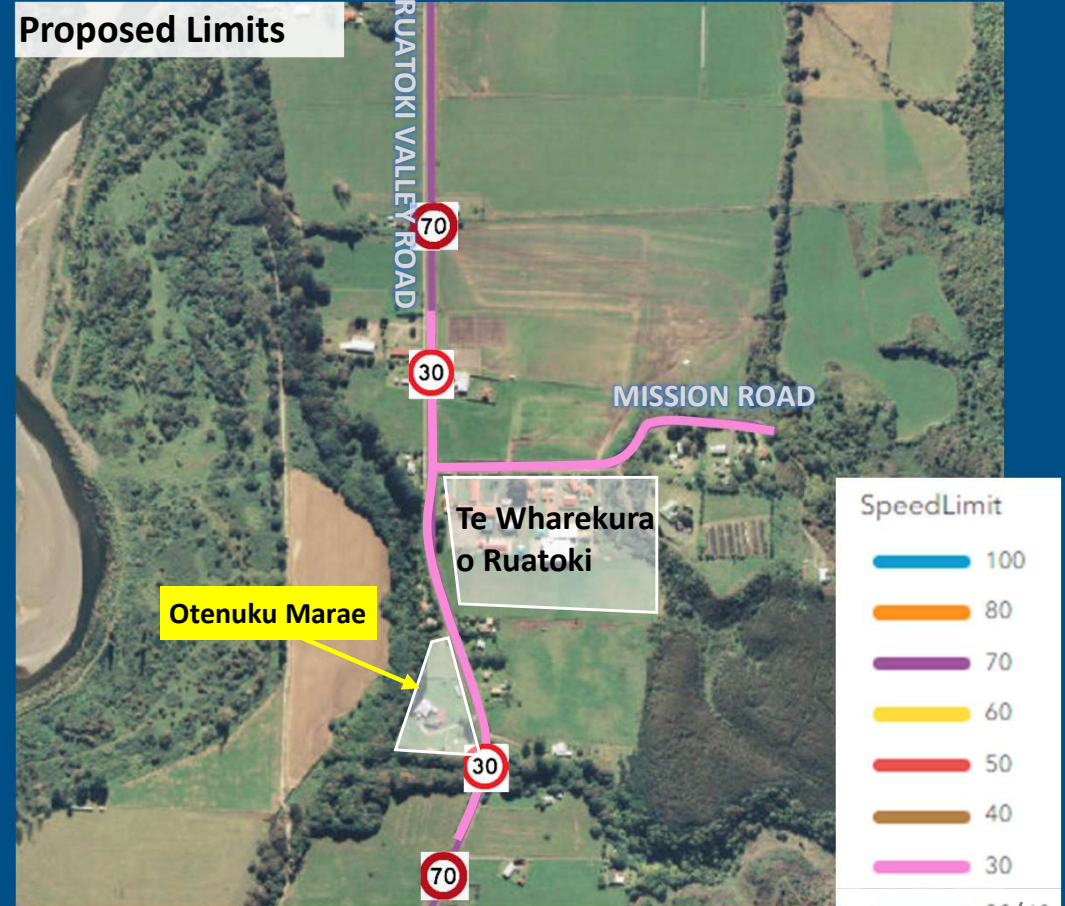 Proposed Limits
RUATOKI VALLEY ROAD
70
30
MISSION ROAD
Te Wharekura
o Ruatoki
Otenuku Marae
30
70
SpeedLimit
100
80
70
60
50
40
30